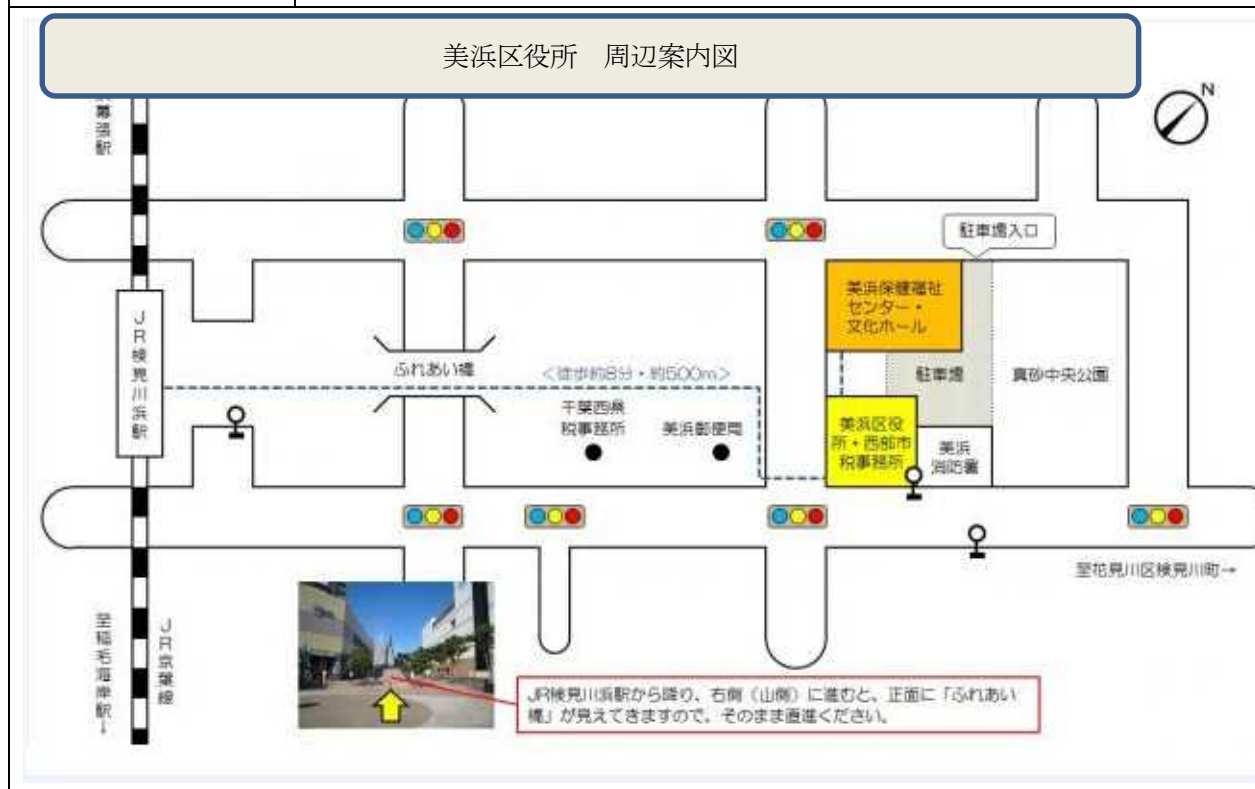 美浜区役所　周辺案内図
N
幕張駅
駐車場入口
美浜保健福祉
センター・
文化ホール
JR検見川浜駅
ふれあい橋
<徒歩約8分・約500m>
駐車場
真砂中央公園
千葉西県
税事務所
美浜郵便局
美浜区役
所・西部市
税事務所
美浜
消防署
至花見川区検見川町→
至稲毛海岸駅→
JR京葉線
JR検見川浜駅から降り、右側（山側）に進むと、正面に「ふれあい
橋」が見えてきますので、そのまま直進ください。